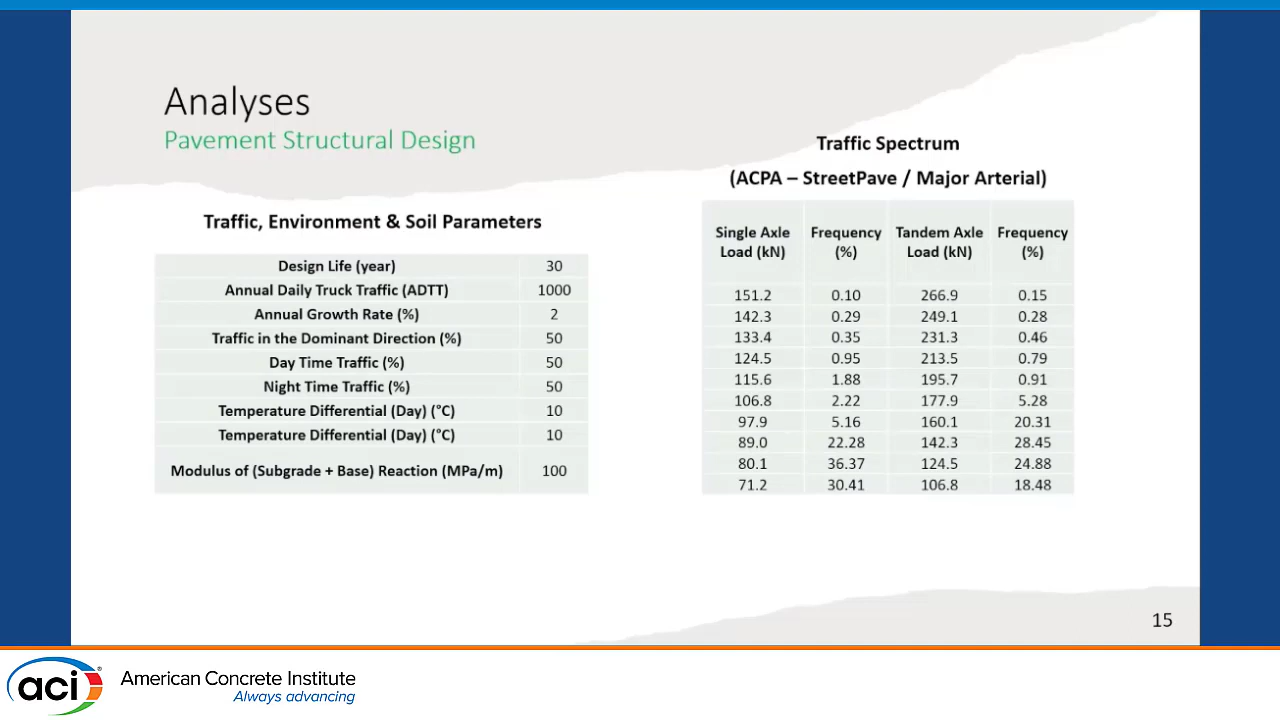 Analyses
Pavement Structural Design
Traffic, Environment & Soil Parameters
Design Life (year) 30
Annual Daily Truck Traffic (ADTT) 1000
Annual Growth Rate (%) 2
Traffic in the Dominant Direction (%) 50
Day Time Traffic (%) 50
Night Time Traffic (%) 50
Temperature Differential (Day) (°C) 10
Temperature Differential (Day) (°C) 10
Modulus of (Subgrade + Base) Reaction (MPa/m) 100
Traffic Spectrum
(ACPA – StreetPave / Major Arterial)
Single Axle Frequency Tandem Axle Frequency
Load (kN) (%) Load (kN) (%)
151.2 0.10 266.9 0.15
142.3 0.29 249.1 0.28
133.4 0.35 231.3 0.46
124.5 0.95 213.5 0.79
115.6 1.88 195.7 0.91
106.8 2.22 177.9 5.28
97.9 5.16 160.1 20.31
89.0 22.28 142.3 28.45
80.1 36.37 124.5 24.88
71.2 30.41 106.8 18.48
15
aci® American Concrete Institute
Always advancing